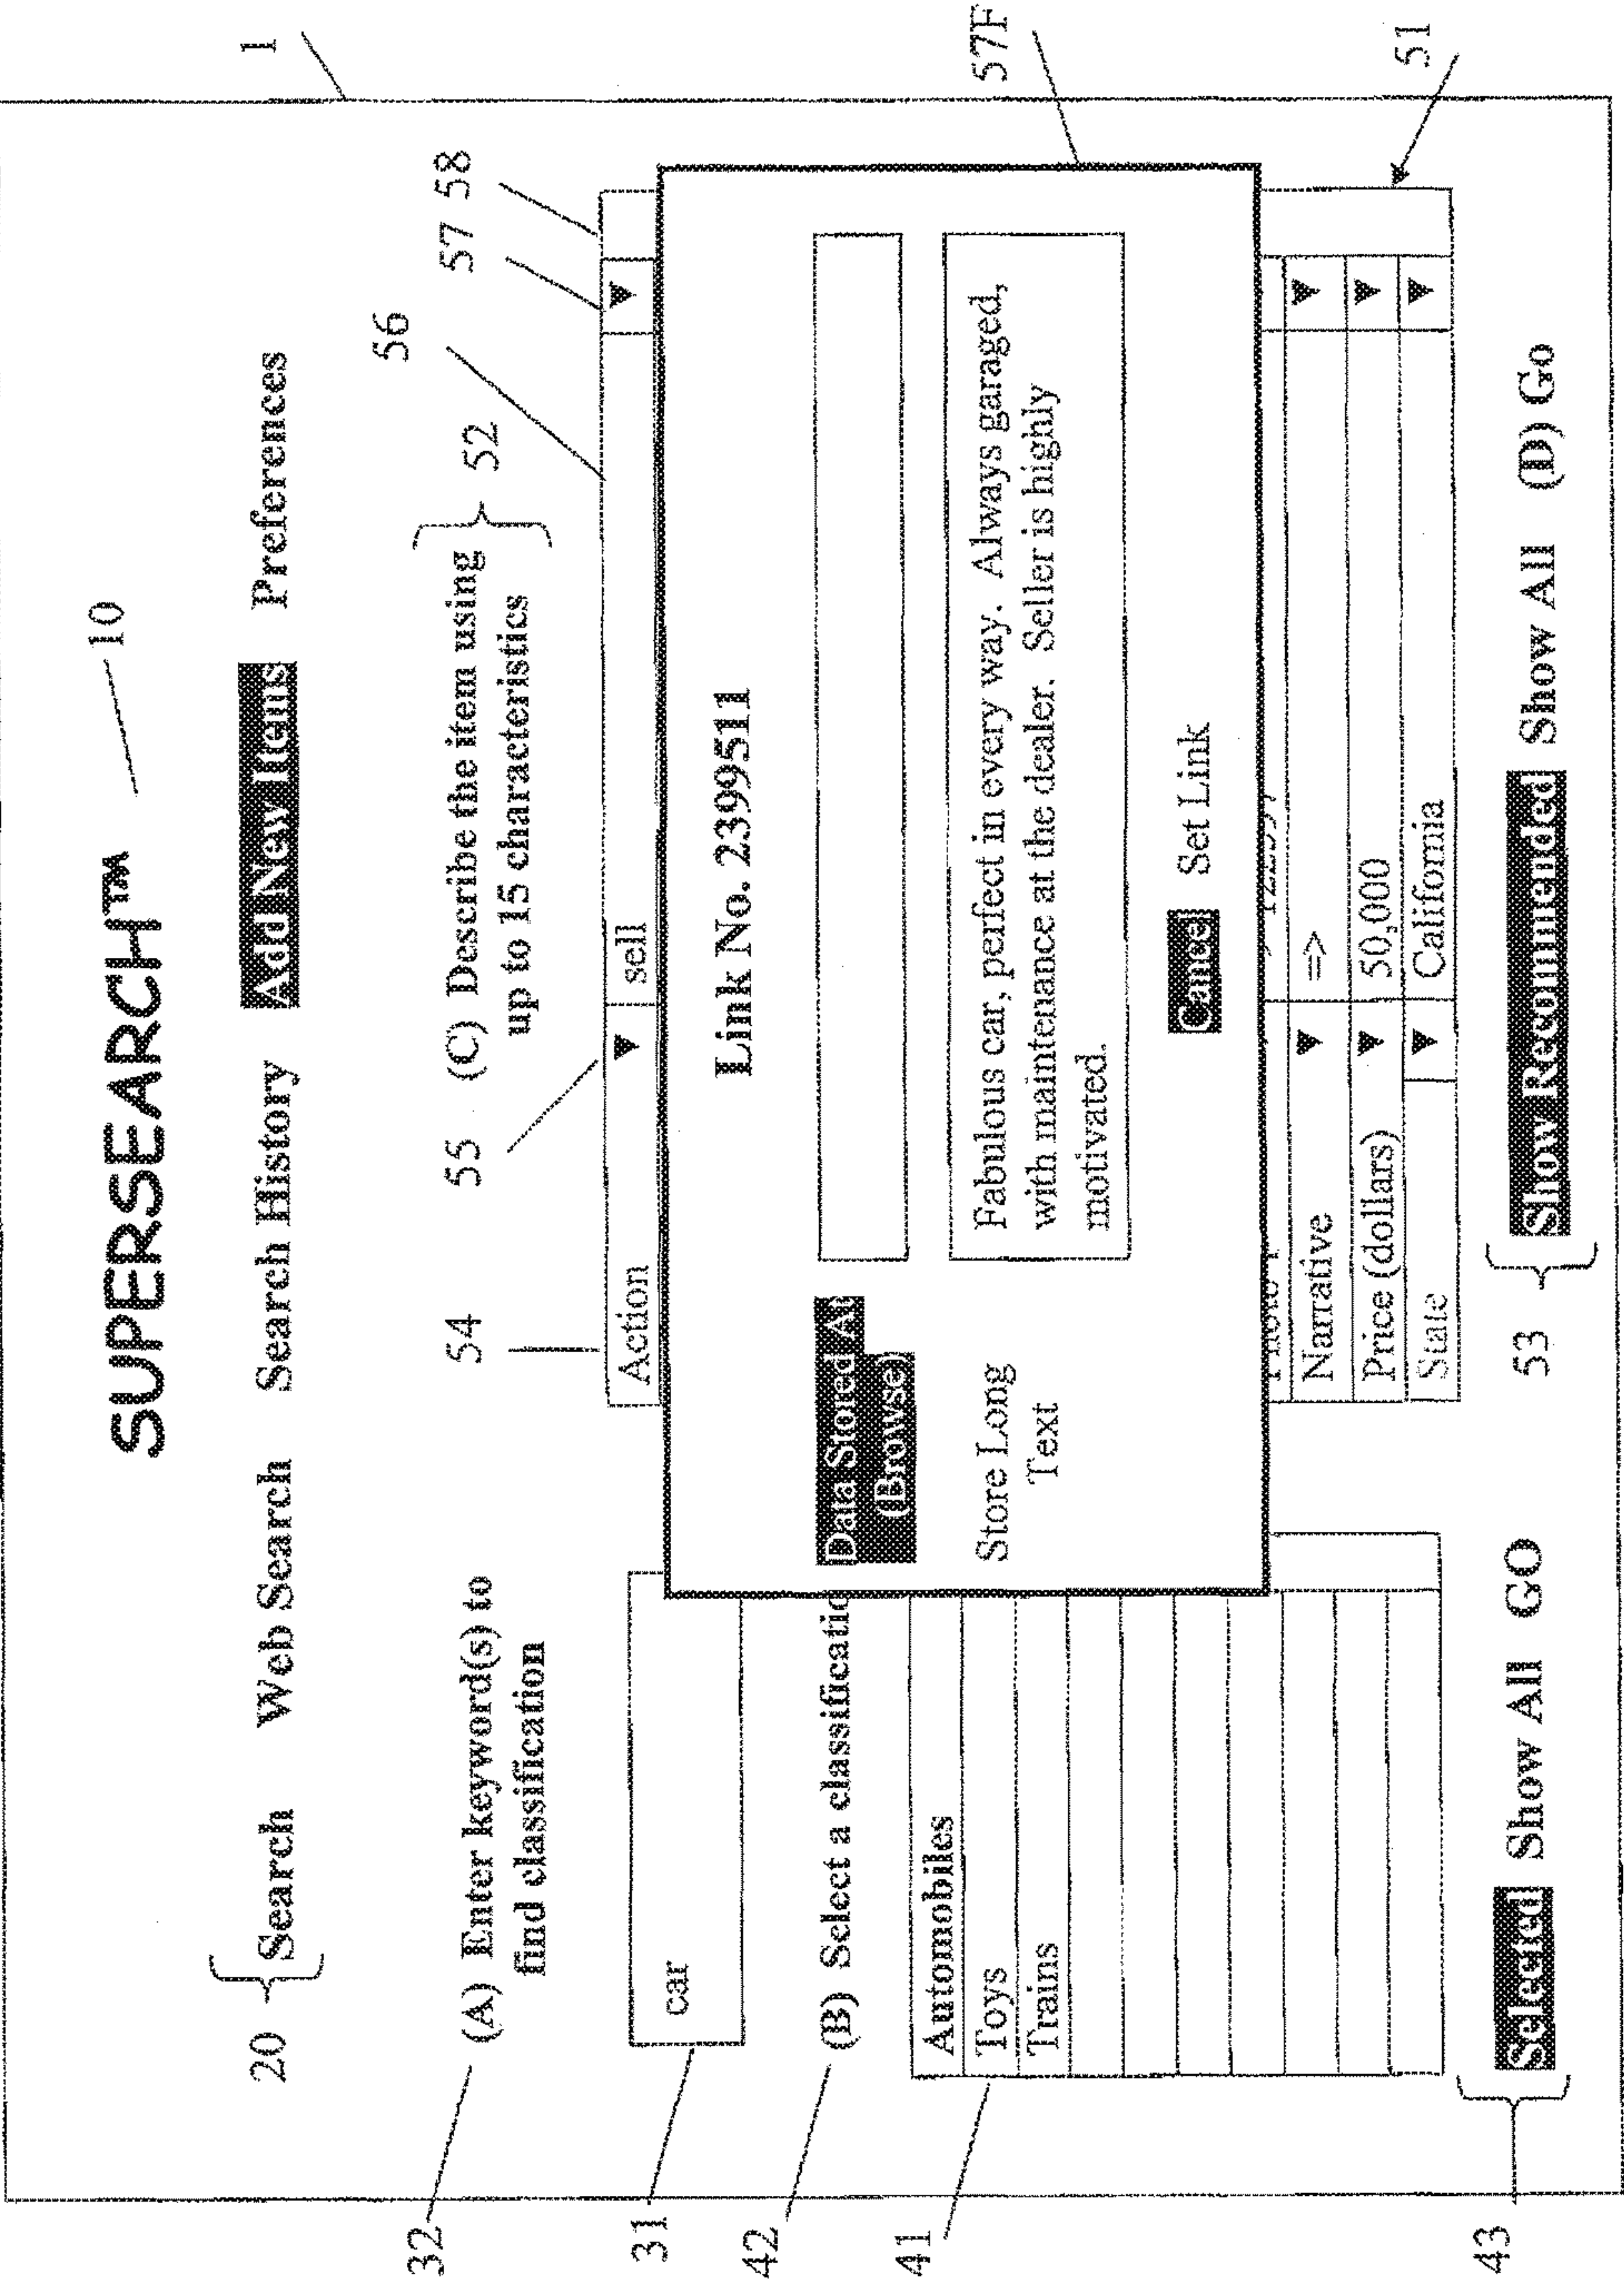 SUPERSEARCH™
10
1
20
Search Web Search Search History Add New Items Preferences
32
(A) Enter keyword(s) to
find classification
55
(C) Describe the item using
up to 15 characteristics
52
56
57
58
54
31
car
Action ▼ sell ▼
42
(B) Select a classificatio
41
Automobiles
Toys
Trains
Link No. 2399511
Data Stored At
(Browse)
Store Long
Text
Fabulous car, perfect in every way. Always garaged,
with maintenance at the dealer. Seller is highly
motivated.
Cancel Set Link
57F
Narrative ▼ => ▼
Price (dollars) ▼ 50,000 ▼
State ▼ California ▼
51
43
Selected Show All GO
53
Show Recommended Show All (D) Go